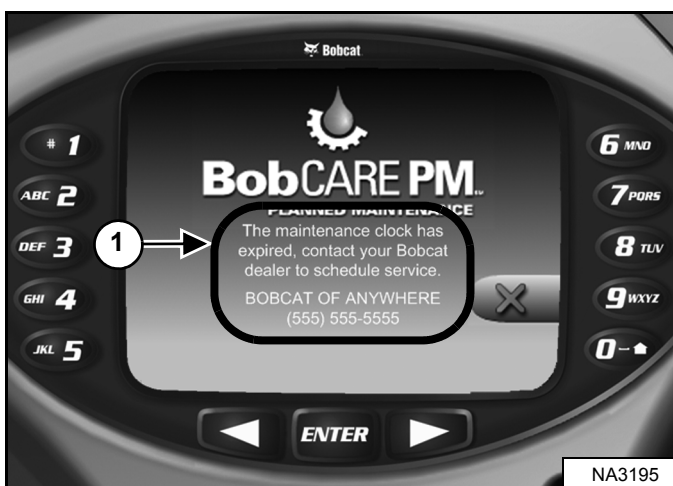 Bobcat
# 1
ABC 2
DEF 3
GHI 4
JKL 5
BobCARE PM
PLANNED MAINTENANCE
The maintenance clock has
expired, contact your Bobcat
dealer to schedule service.
BOBCAT OF ANYWHERE
(555) 555-5555
1
6 MNO
7 PQRS
8 TUV
9 WXYZ
0
ENTER
NA3195